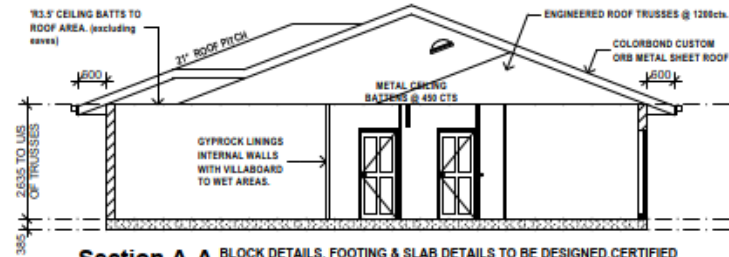 'R3.5' CEILING BATTS TO
ROOF AREA. (excluding
eaves)
21° ROOF PITCH
ENGINEERED ROOF TRUSSES @ 1200cts.
COLORBOND CUSTOM
ORB METAL SHEET ROOF
600
600
METAL CEILING
BATTENS @ 450 CTS
GYPROCK LININGS
INTERNAL WALLS
WITH VILLABOARD
TO WET AREAS.
2635 TO U/S
OF TRUSSES
385
Section A-A BLOCK DETAILS, FOOTING & SLAB DETAILS TO BE DESIGNED,CERTIFIED